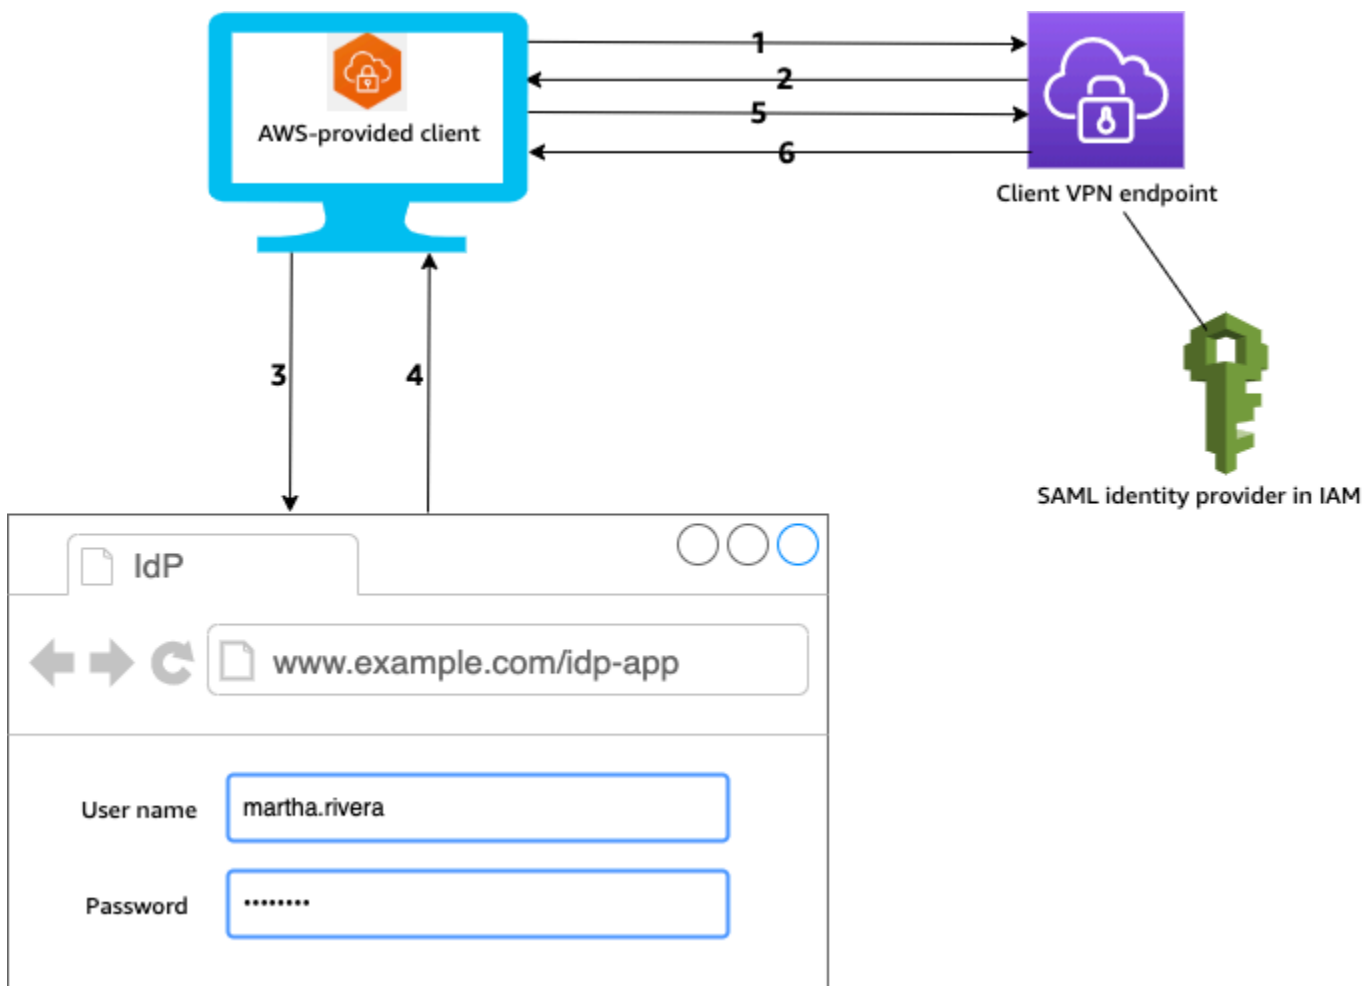 1
2
AWS-provided client
5
6
Client VPN endpoint
3
4
SAML identity provider in IAM
IdP
www.example.com/idp-app
User name
martha.rivera
Password
••••••••